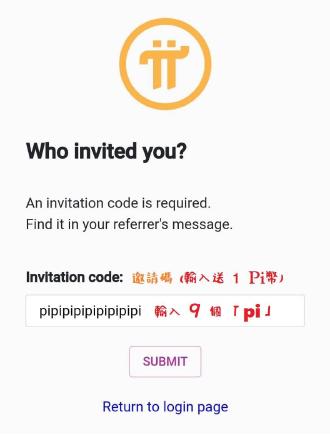 Who invited you?
An invitation code is required.
Find it in your referrer's message.
Invitation code: 邀請碼 (輸入送 1 Pi幣)
pipipipipipipipipi 輸入 9 個「pi」
SUBMIT
Return to login page